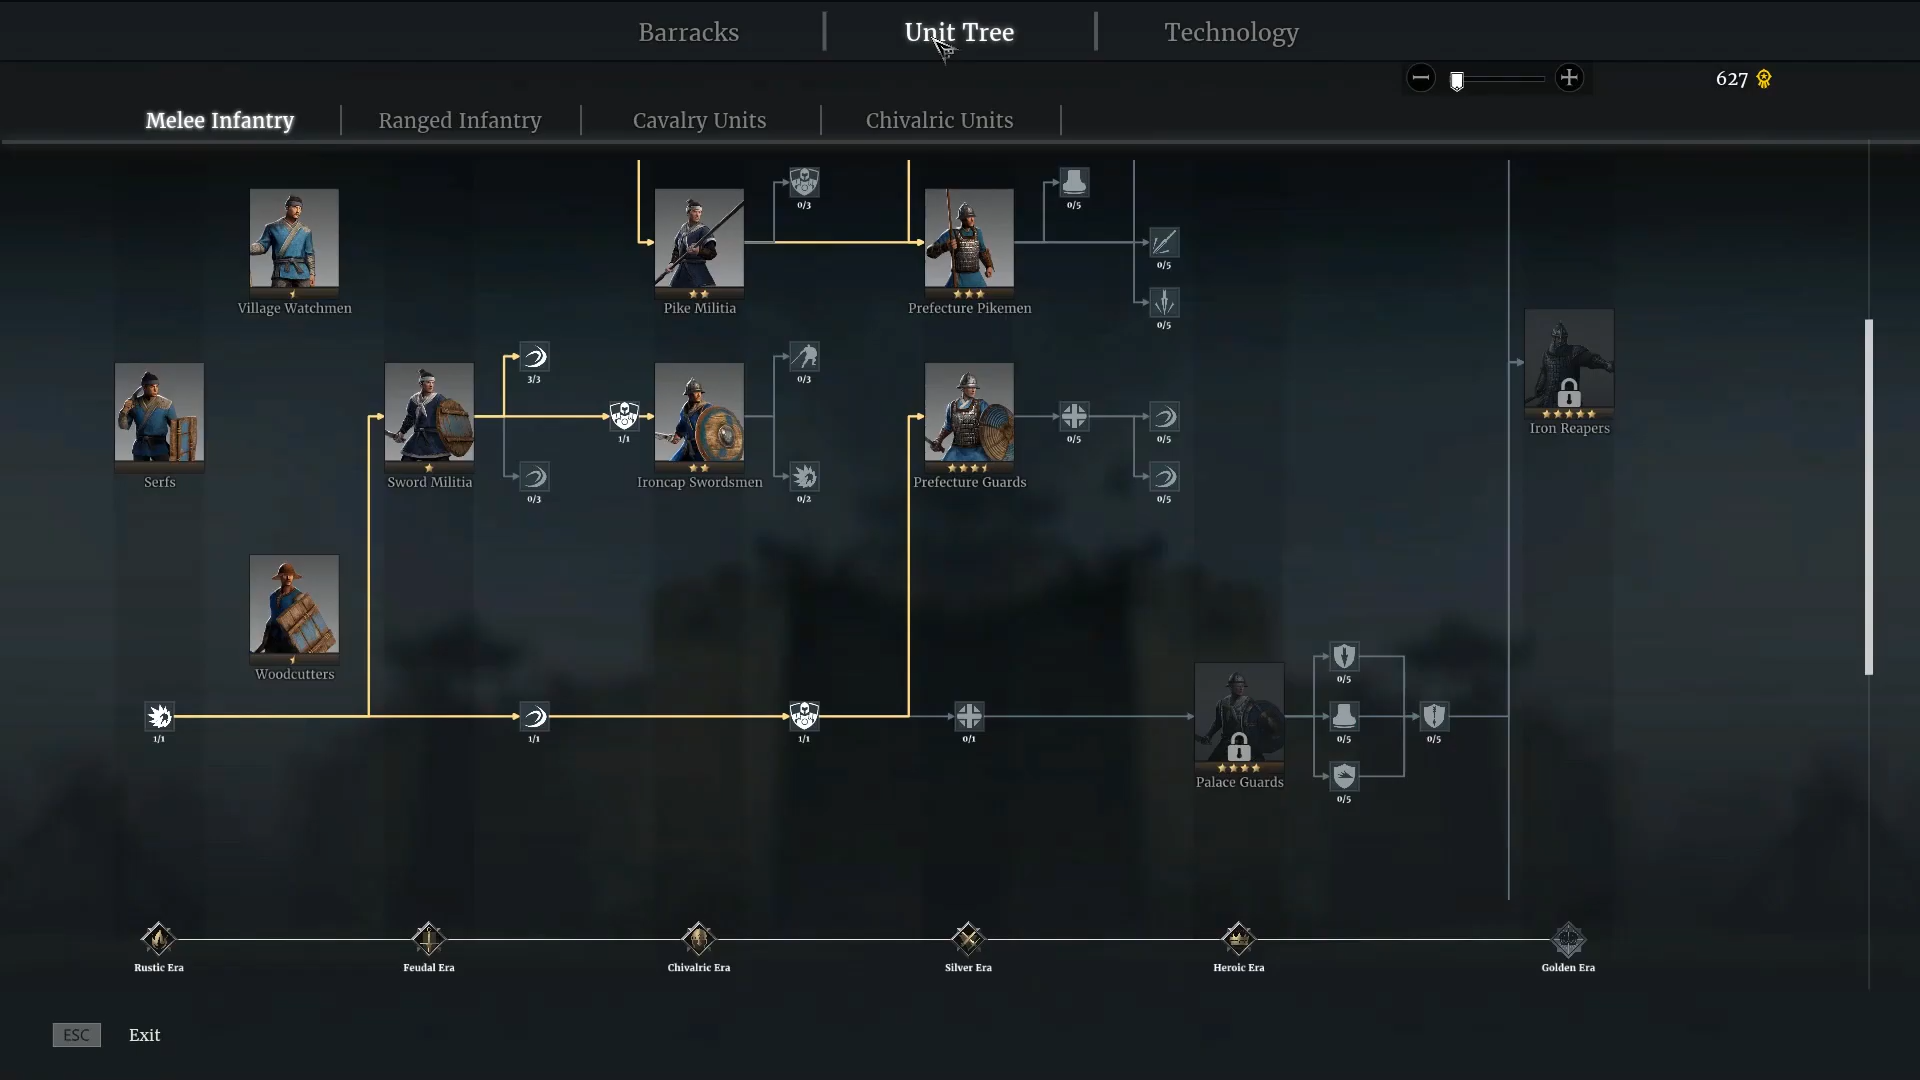 Barracks
Unit Tree
Technology
627
Melee Infantry
Ranged Infantry
Cavalry Units
Chivalric Units
0/3
0/5
0/5
0/5
Village Watchmen
Pike Militia
Prefecture Pikemen
3/3
1/1
0/3
0/3
0/2
0/5
0/5
0/5
Serfs
Sword Militia
Ironcap Swordsmen
Prefecture Guards
Iron Reapers
Woodcutters
1/1
1/1
1/1
0/1
0/5
0/5
0/5
0/5
Palace Guards
Rustic Era
Feudal Era
Chivalric Era
Silver Era
Heroic Era
Golden Era
ESC
Exit